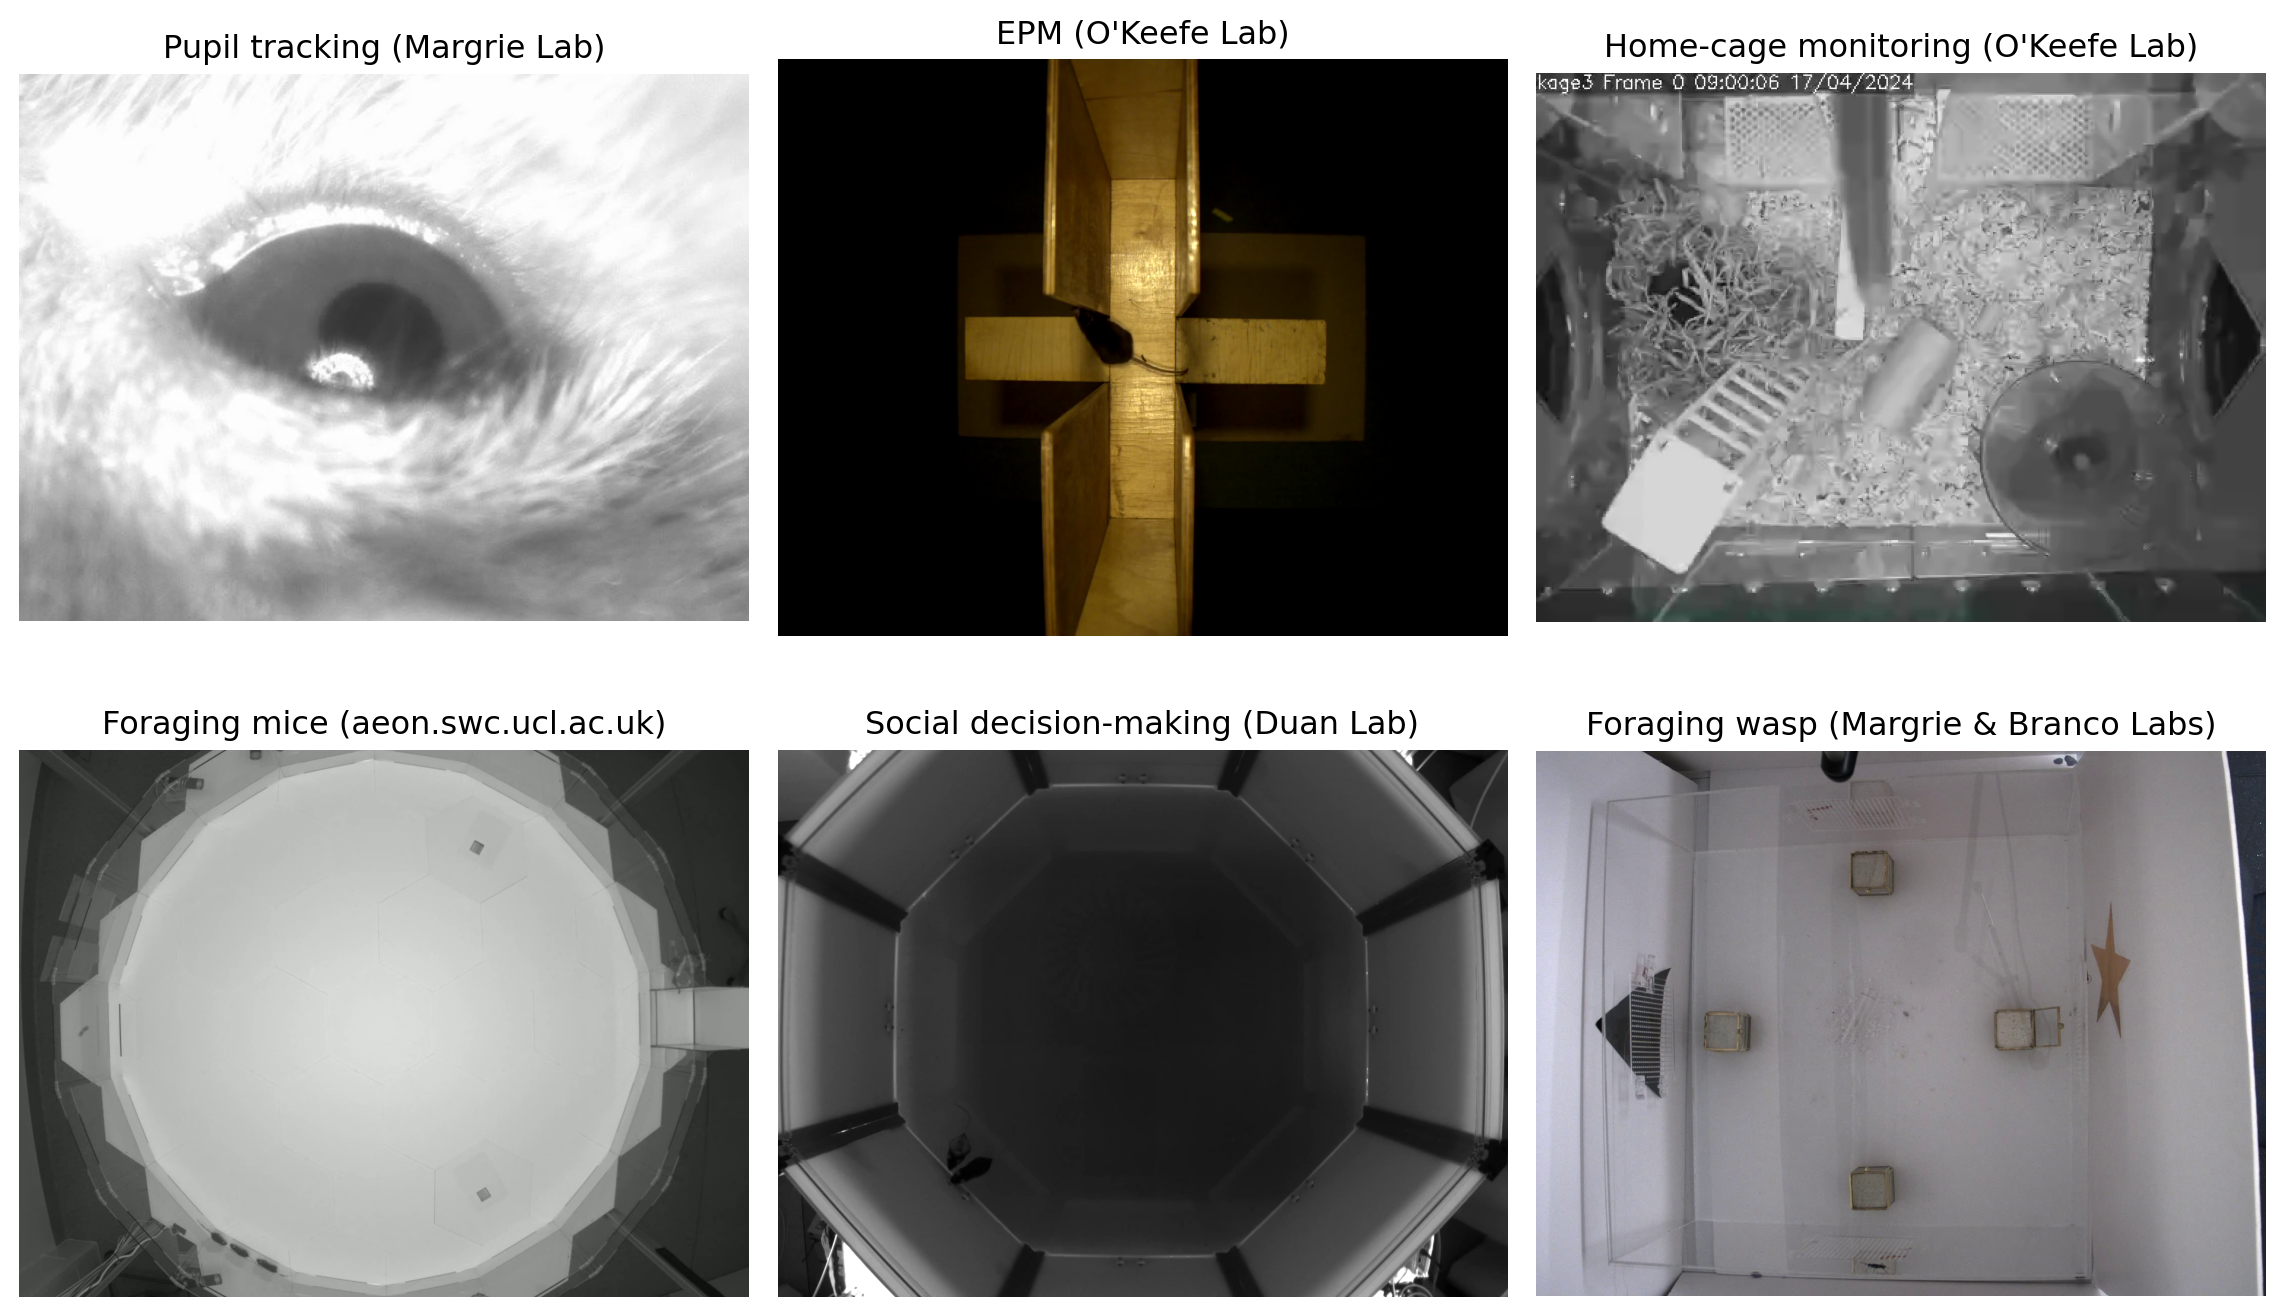 Pupil tracking (Margrie Lab)
EPM (O'Keefe Lab)
Home-cage monitoring (O'Keefe Lab)
kage3 Frame 0 09:00:06 17/04/2024
Foraging mice (aeon.swc.ucl.ac.uk)
Social decision-making (Duan Lab)
Foraging wasp (Margrie & Branco Labs)